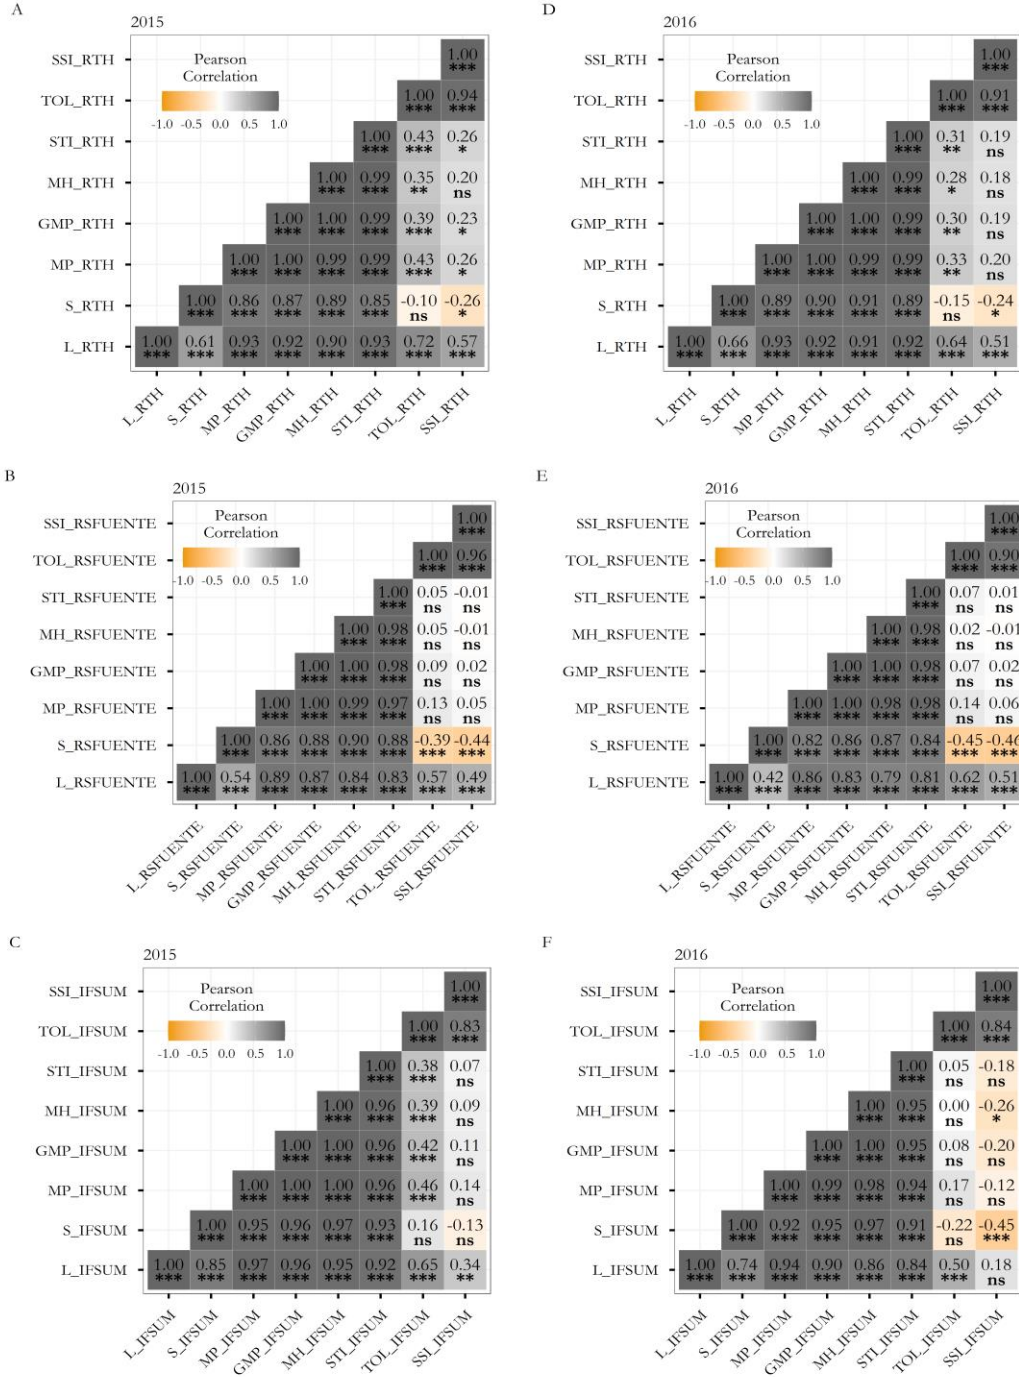 A
2015
Pearson
Correlation
-1.0 -0.5 0.0 0.5 1.0
SSI_RTH 1.00
***
TOL_RTH 1.00 0.94
*** ***
STI_RTH 1.00 0.43 0.26
*** *** *
MH_RTH 1.00 0.99 0.35 0.20
*** *** ** ns
GMP_RTH 1.00 1.00 0.99 0.39 0.23
*** *** *** *** *
MP_RTH 1.00 1.00 0.99 0.99 0.43 0.26
*** *** *** *** *** *
S_RTH 1.00 0.86 0.87 0.89 0.85 -0.10 -0.26
*** *** *** *** *** ns *
L_RTH 1.00 0.61 0.93 0.92 0.90 0.93 0.72 0.57
*** *** *** *** *** *** *** ***
L_RTH S_RTH MP_RTH GMP_RTH MH_RTH STI_RTH TOL_RTH SSI_RTH
D
2016
Pearson
Correlation
-1.0 -0.5 0.0 0.5 1.0
SSI_RTH 1.00
***
TOL_RTH 1.00 0.91
*** ***
STI_RTH 1.00 0.31 0.19
*** ** ns
MH_RTH 1.00 0.99 0.28 0.18
*** *** * ns
GMP_RTH 1.00 1.00 0.99 0.30 0.19
*** *** *** ** ns
MP_RTH 1.00 1.00 0.99 0.99 0.33 0.20
*** *** *** *** ** ns
S_RTH 1.00 0.89 0.90 0.91 0.89 -0.15 -0.24
*** *** *** *** *** ns *
L_RTH 1.00 0.66 0.93 0.92 0.91 0.92 0.64 0.51
*** *** *** *** *** *** *** ***
L_RTH S_RTH MP_RTH GMP_RTH MH_RTH STI_RTH TOL_RTH SSI_RTH
B
2015
Pearson
Correlation
-1.0 -0.5 0.0 0.5 1.0
SSI_RSFUENTE 1.00
***
TOL_RSFUENTE 1.00 0.96
*** ***
STI_RSFUENTE 1.00 0.05 -0.01
*** ns ns
MH_RSFUENTE 1.00 0.98 0.05 -0.01
*** *** ns ns
GMP_RSFUENTE 1.00 1.00 0.98 0.09 0.02
*** *** *** ns ns
MP_RSFUENTE 1.00 1.00 0.99 0.97 0.13 0.05
*** *** *** *** ns ns
S_RSFUENTE 1.00 0.86 0.88 0.90 0.88 -0.39 -0.44
*** *** *** *** *** *** ***
L_RSFUENTE 1.00 0.54 0.89 0.87 0.84 0.83 0.57 0.49
*** *** *** *** *** *** *** ***
L_RSFUENTE S_RSFUENTE MP_RSFUENTE GMP_RSFUENTE MH_RSFUENTE STI_RSFUENTE TOL_RSFUENTE SSI_RSFUENTE
E
2016
Pearson
Correlation
-1.0 -0.5 0.0 0.5 1.0
SSI_RSFUENTE 1.00
***
TOL_RSFUENTE 1.00 0.90
*** ***
STI_RSFUENTE 1.00 0.07 0.01
*** ns ns
MH_RSFUENTE 1.00 0.98 0.02 -0.01
*** *** ns ns
GMP_RSFUENTE 1.00 1.00 0.98 0.07 0.02
*** *** *** ns ns
MP_RSFUENTE 1.00 1.00 0.98 0.98 0.14 0.06
*** *** *** *** ns ns
S_RSFUENTE 1.00 0.82 0.86 0.87 0.84 -0.45 -0.46
*** *** *** *** *** *** ***
L_RSFUENTE 1.00 0.42 0.86 0.83 0.79 0.81 0.62 0.51
*** *** *** *** *** *** *** ***
L_RSFUENTE S_RSFUENTE MP_RSFUENTE GMP_RSFUENTE MH_RSFUENTE STI_RSFUENTE TOL_RSFUENTE SSI_RSFUENTE
C
2015
Pearson
Correlation
-1.0 -0.5 0.0 0.5 1.0
SSI_IFSUM 1.00
***
TOL_IFSUM 1.00 0.83
*** ***
STI_IFSUM 1.00 0.38 0.07
*** *** ns
MH_IFSUM 1.00 0.96 0.39 0.09
*** *** *** ns
GMP_IFSUM 1.00 1.00 0.96 0.42 0.11
*** *** *** *** ns
MP_IFSUM 1.00 1.00 1.00 0.96 0.46 0.14
*** *** *** *** *** ns
S_IFSUM 1.00 0.95 0.96 0.97 0.93 0.16 -0.13
*** *** *** *** *** ns ns
L_IFSUM 1.00 0.85 0.97 0.96 0.95 0.92 0.65 0.34
*** *** *** *** *** *** *** **
L_IFSUM S_IFSUM MP_IFSUM GMP_IFSUM MH_IFSUM STI_IFSUM TOL_IFSUM SSI_IFSUM
F
2016
Pearson
Correlation
-1.0 -0.5 0.0 0.5 1.0
SSI_IFSUM 1.00
***
TOL_IFSUM 1.00 0.84
*** ***
STI_IFSUM 1.00 0.05 -0.18
*** ns ns
MH_IFSUM 1.00 0.95 0.00 -0.26
*** *** ns *
GMP_IFSUM 1.00 1.00 0.95 0.08 -0.20
*** *** *** ns ns
MP_IFSUM 1.00 0.99 0.98 0.94 0.17 -0.12
*** *** *** *** ns ns
S_IFSUM 1.00 0.92 0.95 0.97 0.91 -0.22 -0.45
*** *** *** *** *** ns ***
L_IFSUM 1.00 0.74 0.94 0.90 0.86 0.84 0.50 0.18
*** *** *** *** *** *** *** ns
L_IFSUM S_IFSUM MP_IFSUM GMP_IFSUM MH_IFSUM STI_IFSUM TOL_IFSUM SSI_IFSUM